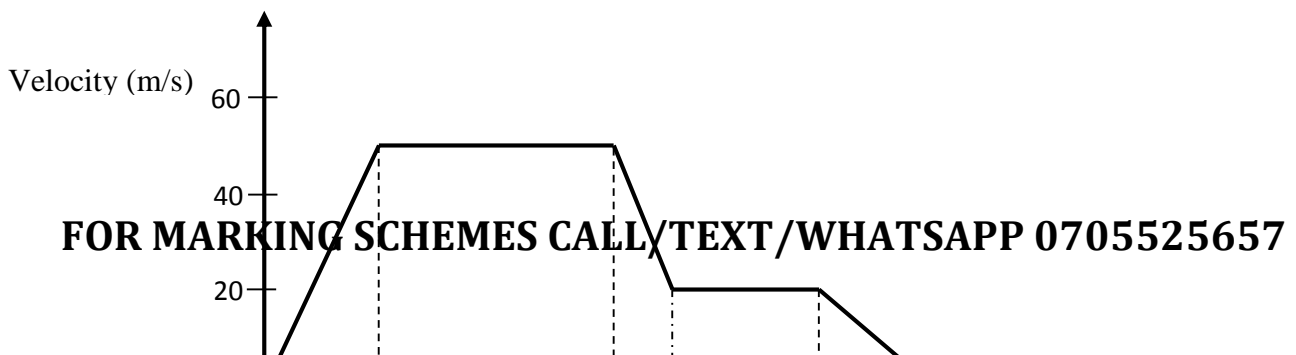 Velocity (m/s)
60
40
FOR MARKING SCHEMES CALL/TEXT/WHATSAPP 0705525657
20